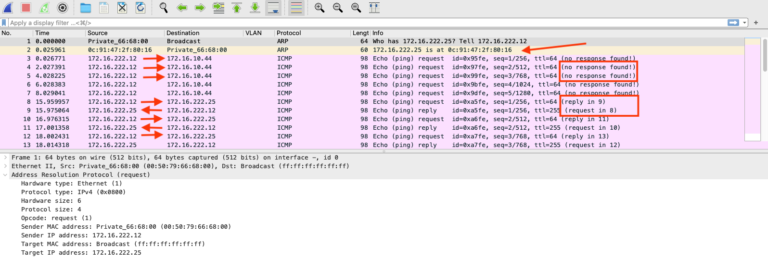 Apply a display filter ... <⌘/>
No. Time Source Destination VLAN Protocol Lengt Info
1 0.000000 Private_66:68:00 Broadcast ARP 64 Who has 172.16.222.25? Tell 172.16.222.12
2 0.025961 0c:91:47:2f:80:16 Private_66:68:00 ARP 60 172.16.222.25 is at 0c:91:47:2f:80:16
3 0.026771 172.16.222.12 172.16.10.44 ICMP 98 Echo (ping) request id=0x95fe, seq=1/256, ttl=64 (no response found!)
4 2.027391 172.16.222.12 172.16.10.44 ICMP 98 Echo (ping) request id=0x97fe, seq=2/512, ttl=64 (no response found!)
5 4.028225 172.16.222.12 172.16.10.44 ICMP 98 Echo (ping) request id=0x99fe, seq=3/768, ttl=64 (no response found!)
6 6.028383 172.16.222.12 172.16.10.44 ICMP 98 Echo (ping) request id=0x9bfe, seq=4/1024, ttl=64 (no response found!)
7 8.029041 172.16.222.12 172.16.10.44 ICMP 98 Echo (ping) request id=0x9dfe, seq=5/1280, ttl=64 (no response found!)
8 15.959957 172.16.222.12 172.16.222.25 ICMP 98 Echo (ping) request id=0xa5fe, seq=1/256, ttl=64 (reply in 9)
9 15.975064 172.16.222.25 172.16.222.12 ICMP 98 Echo (ping) reply id=0xa5fe, seq=1/256, ttl=255 (request in 8)
10 16.976315 172.16.222.12 172.16.222.25 ICMP 98 Echo (ping) request id=0xa6fe, seq=2/512, ttl=64 (reply in 11)
11 17.001358 172.16.222.25 172.16.222.12 ICMP 98 Echo (ping) reply id=0xa6fe, seq=2/512, ttl=255 (request in 10)
12 18.002431 172.16.222.12 172.16.222.25 ICMP 98 Echo (ping) request id=0xa7fe, seq=3/768, ttl=64 (reply in 13)
13 18.014318 172.16.222.25 172.16.222.12 ICMP 98 Echo (ping) reply id=0xa7fe, seq=3/768, ttl=255 (request in 12)
Frame 1: 64 bytes on wire (512 bits), 64 bytes captured (512 bits) on interface -, id 0
Ethernet II, Src: Private_66:68:00 (00:50:79:66:68:00), Dst: Broadcast (ff:ff:ff:ff:ff:ff)
Address Resolution Protocol (request)
Hardware type: Ethernet (1)
Protocol type: IPv4 (0x0800)
Hardware size: 6
Protocol size: 4
Opcode: request (1)
Sender MAC address: Private_66:68:00 (00:50:79:66:68:00)
Sender IP address: 172.16.222.12
Target MAC address: Broadcast (ff:ff:ff:ff:ff:ff)
Target IP address: 172.16.222.25